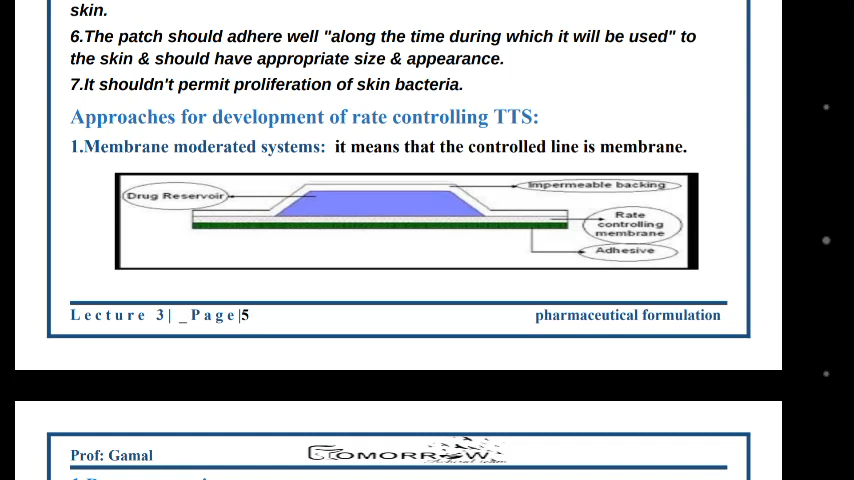 skin.
6.The patch should adhere well "along the time during which it will be used" to
the skin & should have appropriate size & appearance.
7.It shouldn't permit proliferation of skin bacteria.
Approaches for development of rate controlling TTS:
1.Membrane moderated systems: it means that the controlled line is membrane.
Drug Reservoir
Impermeable backing
Rate
controlling
membrane
Adhesive
Lecture 3| _Page|5
pharmaceutical formulation
Prof: Gamal
TOMORROW